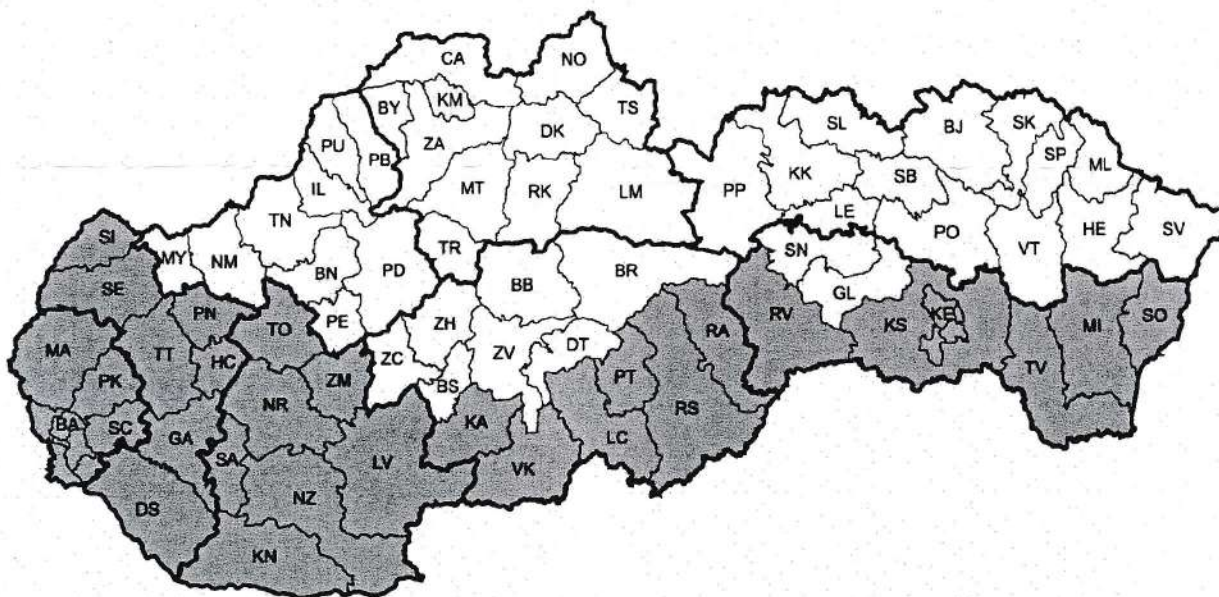 CA
NO
BY
KM
TS
PU
PB
ZA
DK
SL
BJ
SK
SP
ML
IL
MT
RK
LM
PP
KK
SB
TN
LE
PO
VT
HE
SV
SI
MY
NM
BN
PD
TR
SN
SE
BB
BR
GL
PN
TO
PE
ZH
RA
RV
KS
KE
MI
SO
MA
TT
HC
ZM
ZC
ZV
DT
PT
TV
PK
BS
BA
SC
GA
NR
KA
LC
RS
SA
LV
VK
DS
NZ
KN